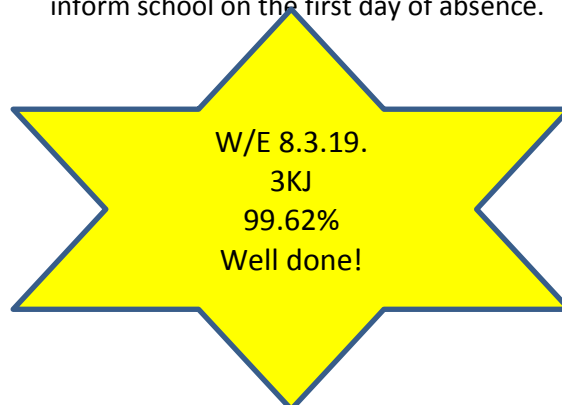 inform school on the first day of absence.
W/E 8.3.19.
3KJ
99.62%
Well done!